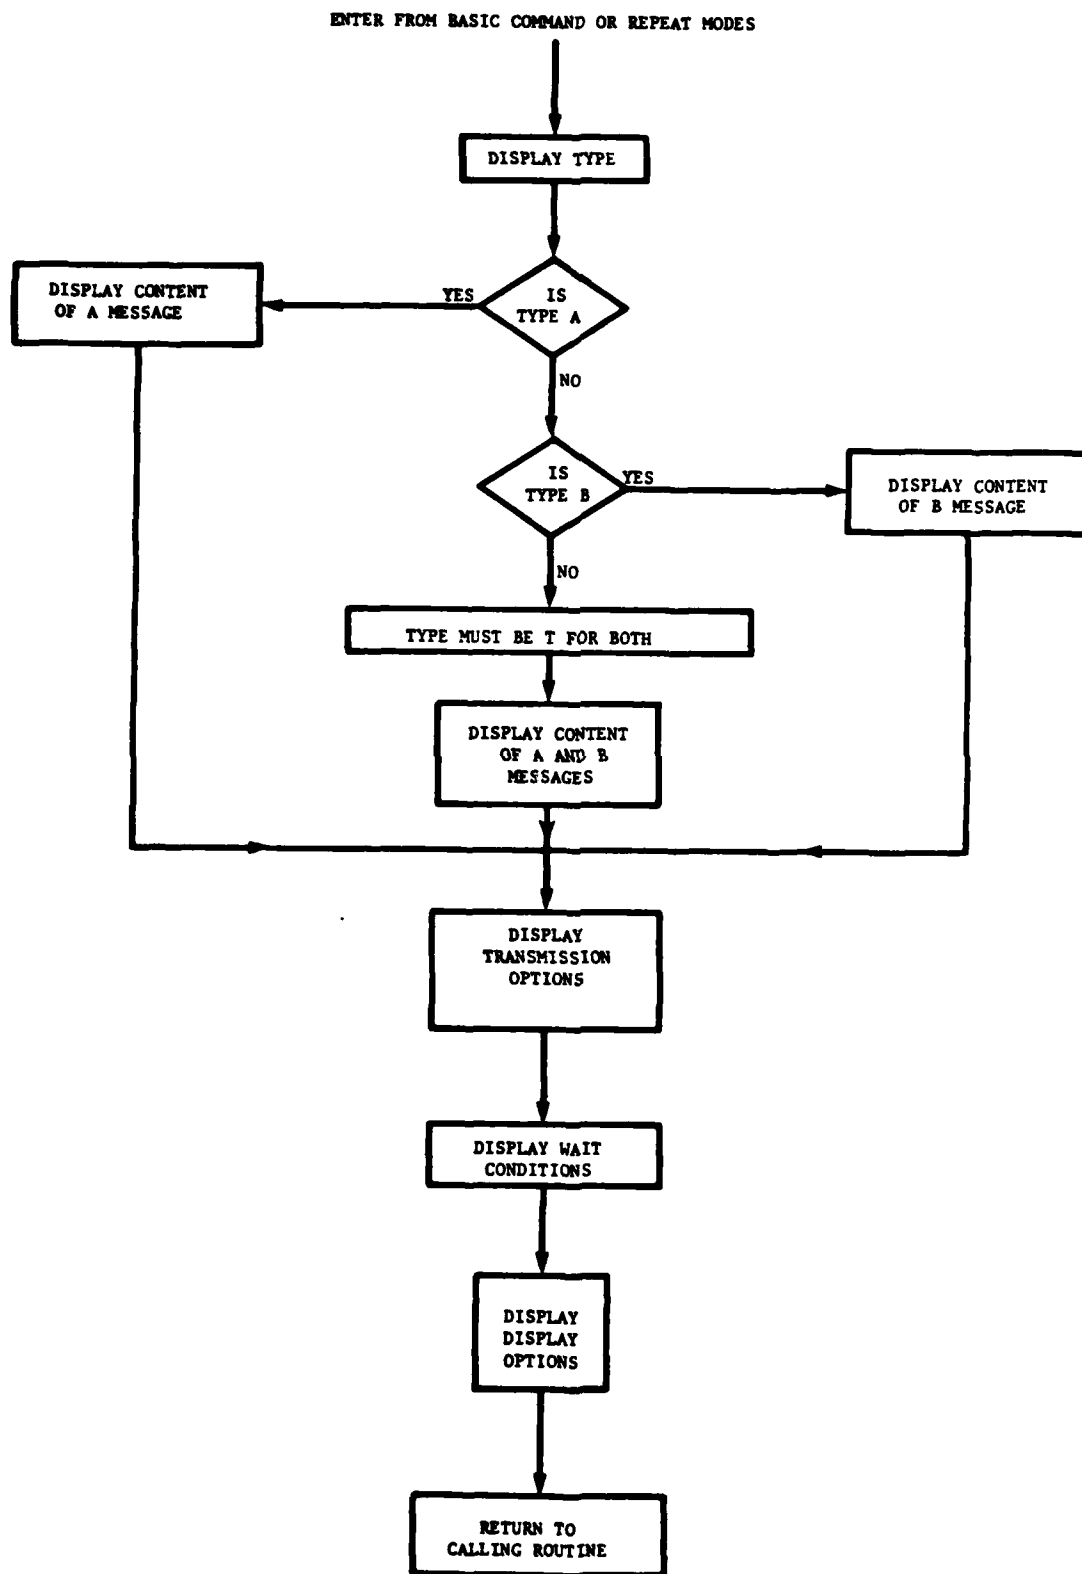 ENTER FROM BASIC COMMAND OR REPEAT MODES
DISPLAY TYPE
DISPLAY CONTENT
OF A MESSAGE
YES
IS
TYPE A
NO
IS
TYPE B
YES
DISPLAY CONTENT
OF B MESSAGE
NO
TYPE MUST BE T FOR BOTH
DISPLAY CONTENT
OF A AND B
MESSAGES
DISPLAY
TRANSMISSION
OPTIONS
DISPLAY WAIT
CONDITIONS
DISPLAY
DISPLAY
OPTIONS
RETURN TO
CALLING ROUTINE